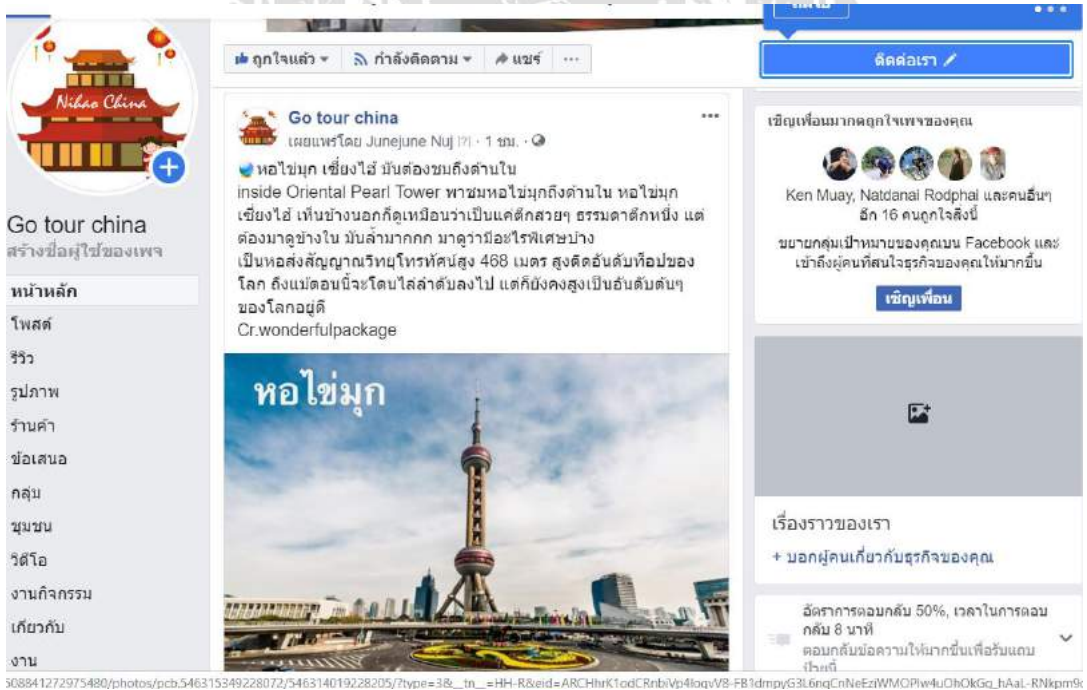 ถูกใจแล้ว
กำลังติดตาม
แชร์
ติดต่อเรา
Nihao China
Go tour china
สร้างชื่อผู้ใช้ของเพจ
หน้าหลัก
โพสต์
รีวิว
รูปภาพ
ร้านค้า
ข้อเสนอ
กลุ่ม
ชุมชน
วิดีโอ
งานกิจกรรม
เกี่ยวกับ
งาน
Go tour china
เผยแพร่โดย Junejune Nuj [?] · 1 ชม. ·
หอไข่มุก เซี่ยงไฮ้ มันต้องชมถึงด้านใน
inside Oriental Pearl Tower พาชมหอไข่มุกถึงด้านใน หอไข่มุก
เซี่ยงไฮ้ เห็นข้างนอกก็ดูเหมือนว่าเป็นแค่ตึกสวยๆ ธรรมดาตึกหนึ่ง แต่
ต้องมาดูข้างใน มันล้ำมากกก มาดูว่ามีอะไรพิเศษบ้าง
เป็นหอส่งสัญญาณวิทยุโทรทัศน์สูง 468 เมตร สูงติดอันดับท็อปของ
โลก ถึงแม้ตอนนี้จะโดนไล่ลำดับลงไป แต่ก็ยังคงสูงเป็นอันดับต้นๆ
ของโลกอยู่ดี
Cr.wonderfulpackage
หอไข่มุก
เชิญเพื่อนมากดถูกใจเพจของคุณ
Ken Muay, Natdanai Rodphai และคนอื่นๆ
อีก 16 คนถูกใจสิ่งนี้
ขยายกลุ่มเป้าหมายของคุณบน Facebook และ
เข้าถึงผู้คนที่สนใจธุรกิจของคุณให้มากขึ้น
เชิญเพื่อน
เรื่องราวของเรา
+ บอกผู้คนเกี่ยวกับธุรกิจของคุณ
อัตราการตอบกลับ 50%, เวลาในการตอบ
กลับ 8 นาที
ตอบกลับข้อความให้มากขึ้นเพื่อรับแถบ
ป้ายนี้